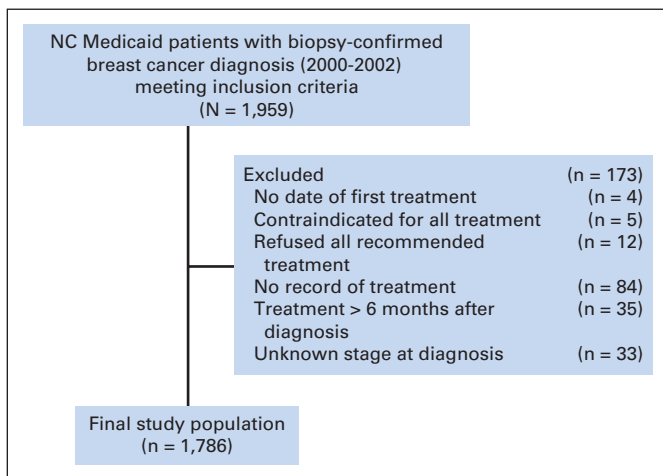 NC Medicaid patients with biopsy-confirmed
breast cancer diagnosis (2000-2002)
meeting inclusion criteria
(N = 1,959)
Excluded (n = 173)
No date of first treatment (n = 4)
Contraindicated for all treatment (n = 5)
Refused all recommended (n = 12)
treatment
No record of treatment (n = 84)
Treatment > 6 months after (n = 35)
diagnosis
Unknown stage at diagnosis (n = 33)
Final study population
(n = 1,786)